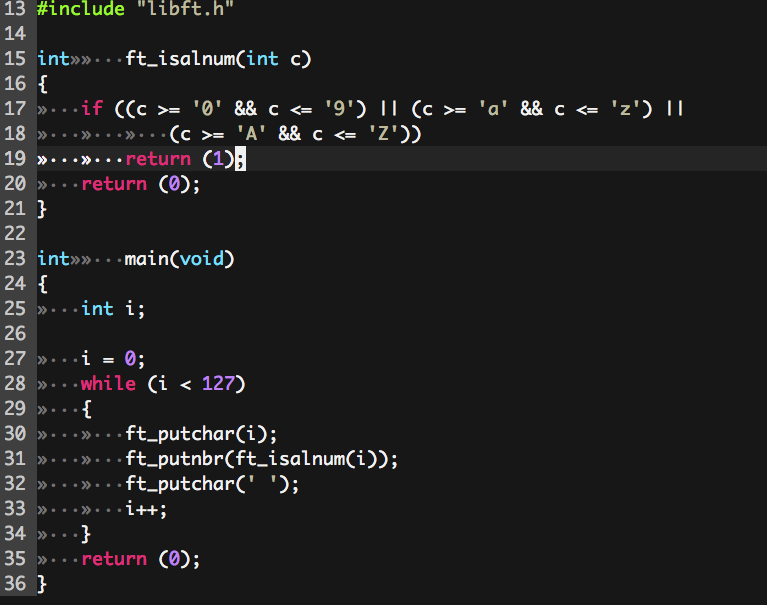 13 #include "libft.h"
14
15 int»»···ft_isalnum(int c)
16 {
17 »···if ((c >= '0' && c <= '9') || (c >= 'a' && c <= 'z') ||
18 »···»···»···(c >= 'A' && c <= 'Z'))
19 »···»···return (1);
20 »···return (0);
21 }
22
23 int»»···main(void)
24 {
25 »···int i;
26
27 »···i = 0;
28 »···while (i < 127)
29 »···{
30 »···»···ft_putchar(i);
31 »···»···ft_putnbr(ft_isalnum(i));
32 »···»···ft_putchar(' ');
33 »···»···i++;
34 »···}
35 »···return (0);
36 }